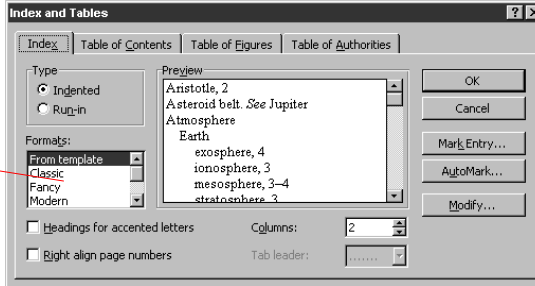 Index and Tables
Index
Table of Contents
Table of Figures
Table of Authorities
Type
Indented
Run-in
Formats:
From template
Classic
Fancy
Modern
Preview
Aristotle, 2
Asteroid belt. See Jupiter
Atmosphere
Earth
exosphere, 4
ionosphere, 3
mesosphere, 3–4
stratosphere, 3
OK
Cancel
Mark Entry...
AutoMark...
Modify...
Headings for accented letters
Right align page numbers
Columns:
2
Tab leader:
.......